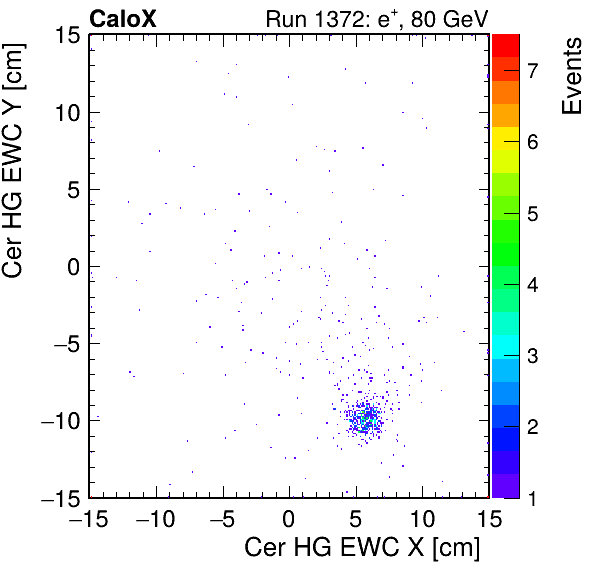 CaloX Run 1372: e+, 80 GeV
Cer HG EWC Y [cm]
15
10
5
0
−5
−10
−15
−15 −10 −5 0 5 10 15
Cer HG EWC X [cm]
Events
7
6
5
4
3
2
1